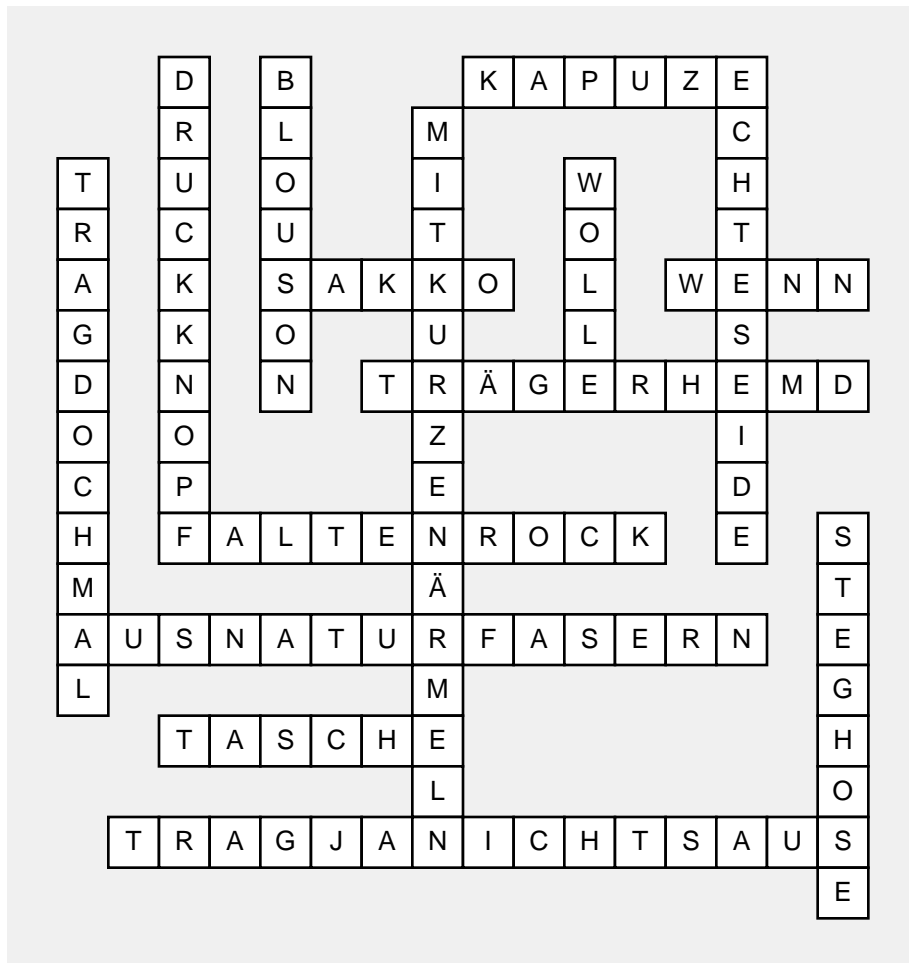 DRUCKKNOPF
BLOUSON
KAPUZE
ECHTESEIDE
MITKURZENÄRMELN
TRAGDOCHMAL
WOLLE
SAKKO
WENN
TRÄGERHEMD
FALTENROCK
STEGHOSE
AUSNATURFASERN
TASCHE
TRAGJANICHTSAUS